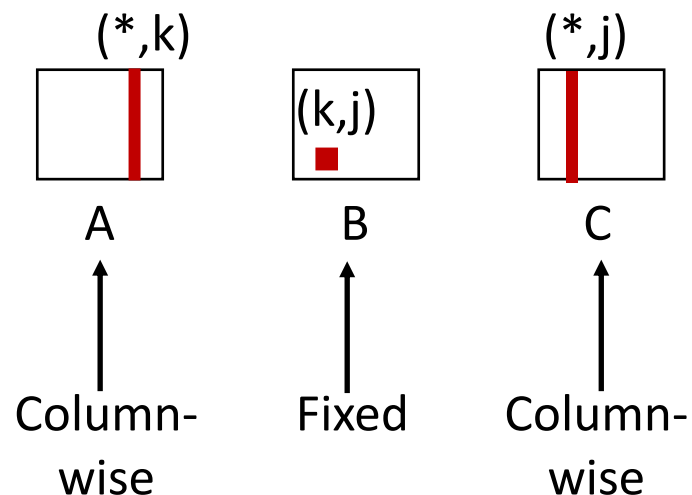 (*,k)
(*,j)
(k,j)
A
B
C
Column-
wise
Fixed
Column-
wise